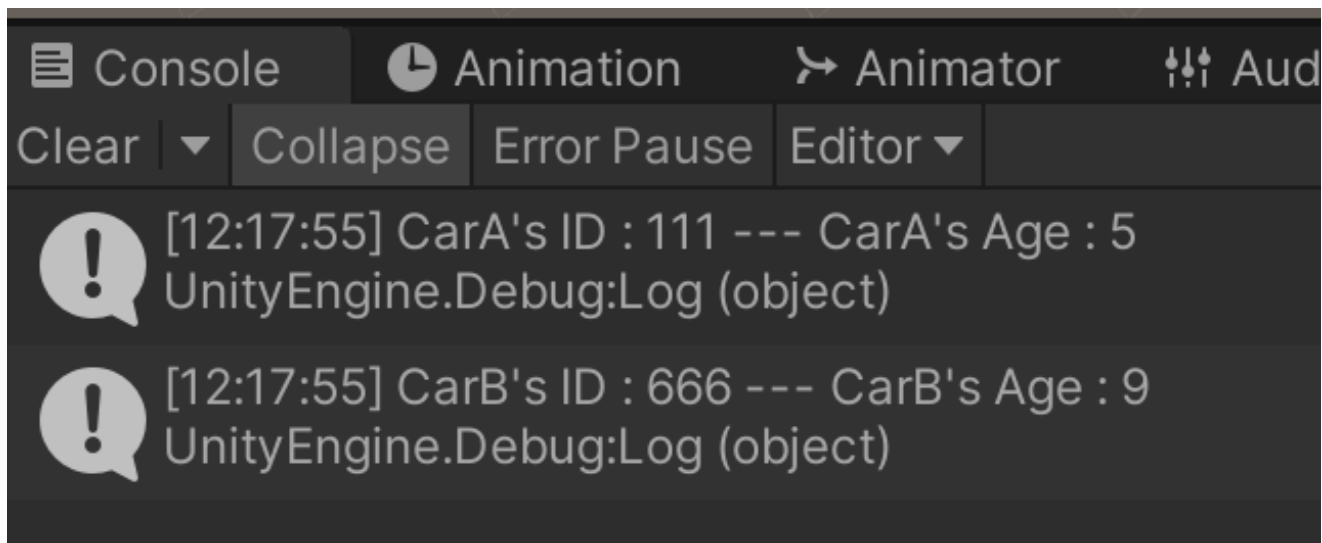 Console Animation Animator Aud
Clear Collapse Error Pause Editor
[12:17:55] CarA's ID : 111 --- CarA's Age : 5
UnityEngine.Debug:Log (object)
[12:17:55] CarB's ID : 666 --- CarB's Age : 9
UnityEngine.Debug:Log (object)